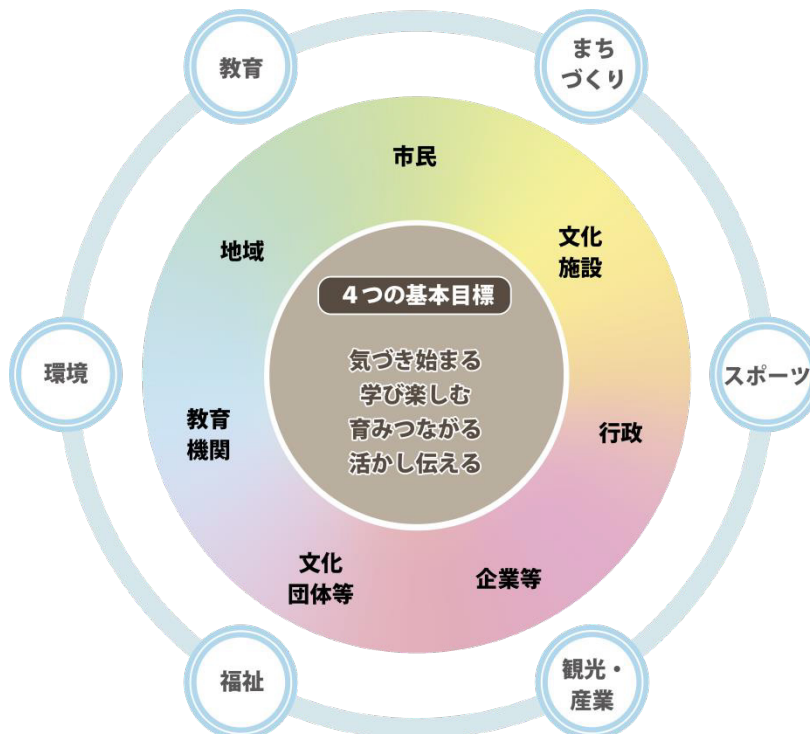 教育
まち
づくり
市民
文化
施設
地域
4つの基本目標
気づき始まる
学び楽しむ
育みつながる
活かし伝える
環境
スポーツ
教育
機関
行政
文化
団体等
企業等
福祉
観光・
産業